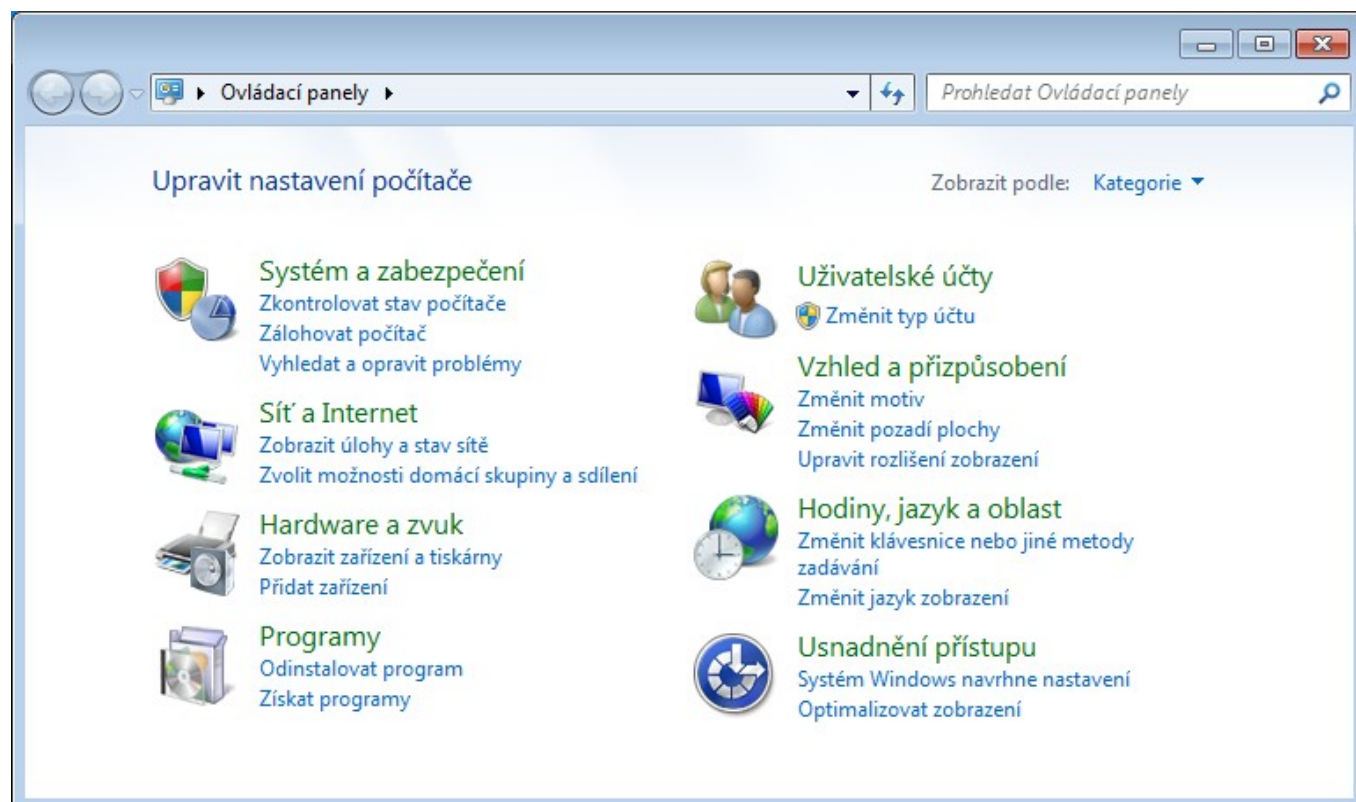 Ovládací panely
Prohledat Ovládací panely
Upravit nastavení počítače
Zobrazit podle: Kategorie
Systém a zabezpečení
Zkontrolovat stav počítače
Zálohovat počítač
Vyhledat a opravit problémy
Síť a Internet
Zobrazit úlohy a stav sítě
Zvolit možnosti domácí skupiny a sdílení
Hardware a zvuk
Zobrazit zařízení a tiskárny
Přidat zařízení
Programy
Odinstalovat program
Získat programy
Uživatelské účty
Změnit typ účtu
Vzhled a přizpůsobení
Změnit motiv
Změnit pozadí plochy
Upravit rozlišení zobrazení
Hodiny, jazyk a oblast
Změnit klávesnice nebo jiné metody
zadávání
Změnit jazyk zobrazení
Usnadnění přístupu
Systém Windows navrhne nastavení
Optimalizovat zobrazení